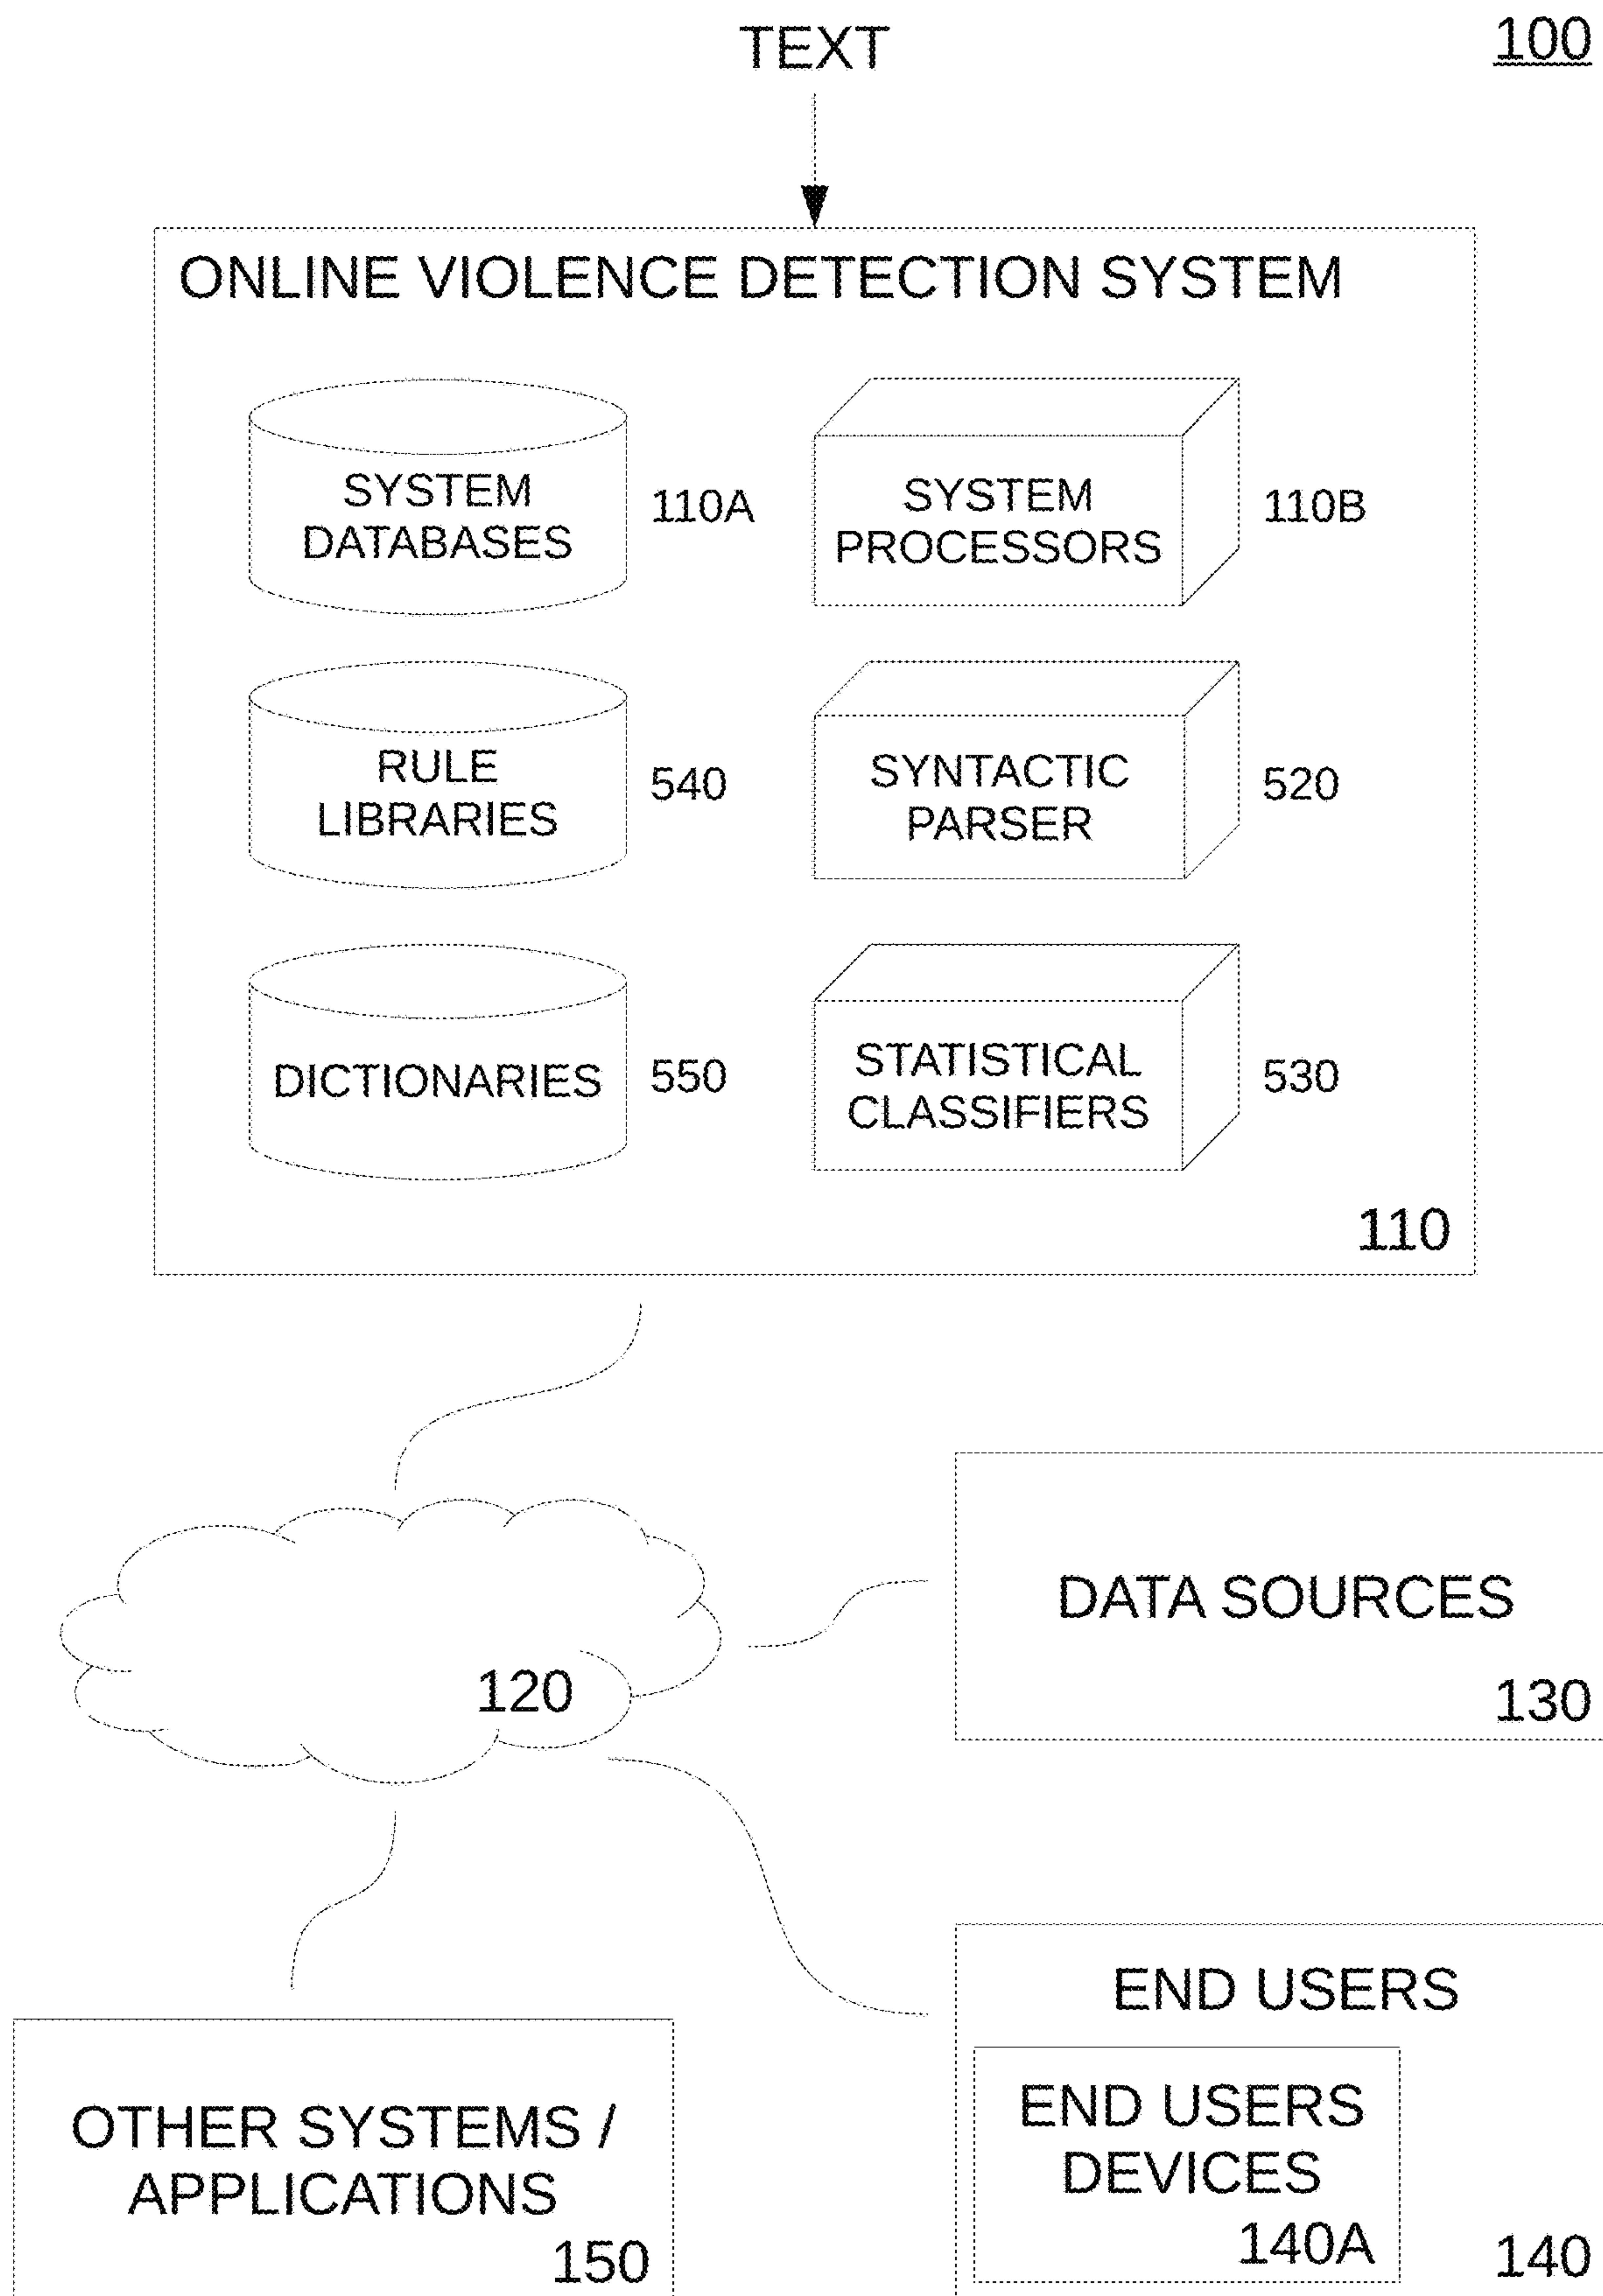 TEXT
100
ONLINE VIOLENCE DETECTION SYSTEM
SYSTEM
DATABASES
110A
SYSTEM
PROCESSORS
110B
RULE
LIBRARIES
540
SYNTACTIC
PARSER
520
DICTIONARIES
550
STATISTICAL
CLASSIFIERS
530
110
120
DATA SOURCES
130
END USERS
END USERS
DEVICES
140A
140
OTHER SYSTEMS /
APPLICATIONS
150